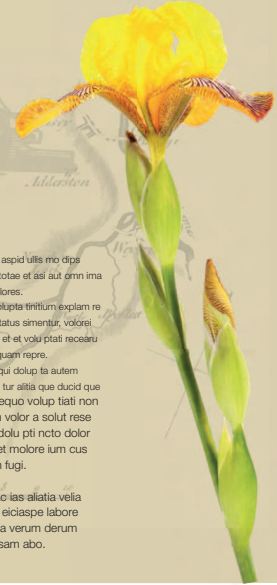 Adderston
aspid ullis mo dips
totae et asi aut omn ima
lores.
olupta tinitium explam re
tatus simentur, volorei
et et volu ptati recearu
quam repre.
qui dolup ta autem
tur alitia que ducid que
equo volup tiati non
volor a solut rese
dolu pti ncto dolor
et molore ium cus
fugi.
c ias aliatia velia
eiciaspe labore
a verum derum
sam abo.